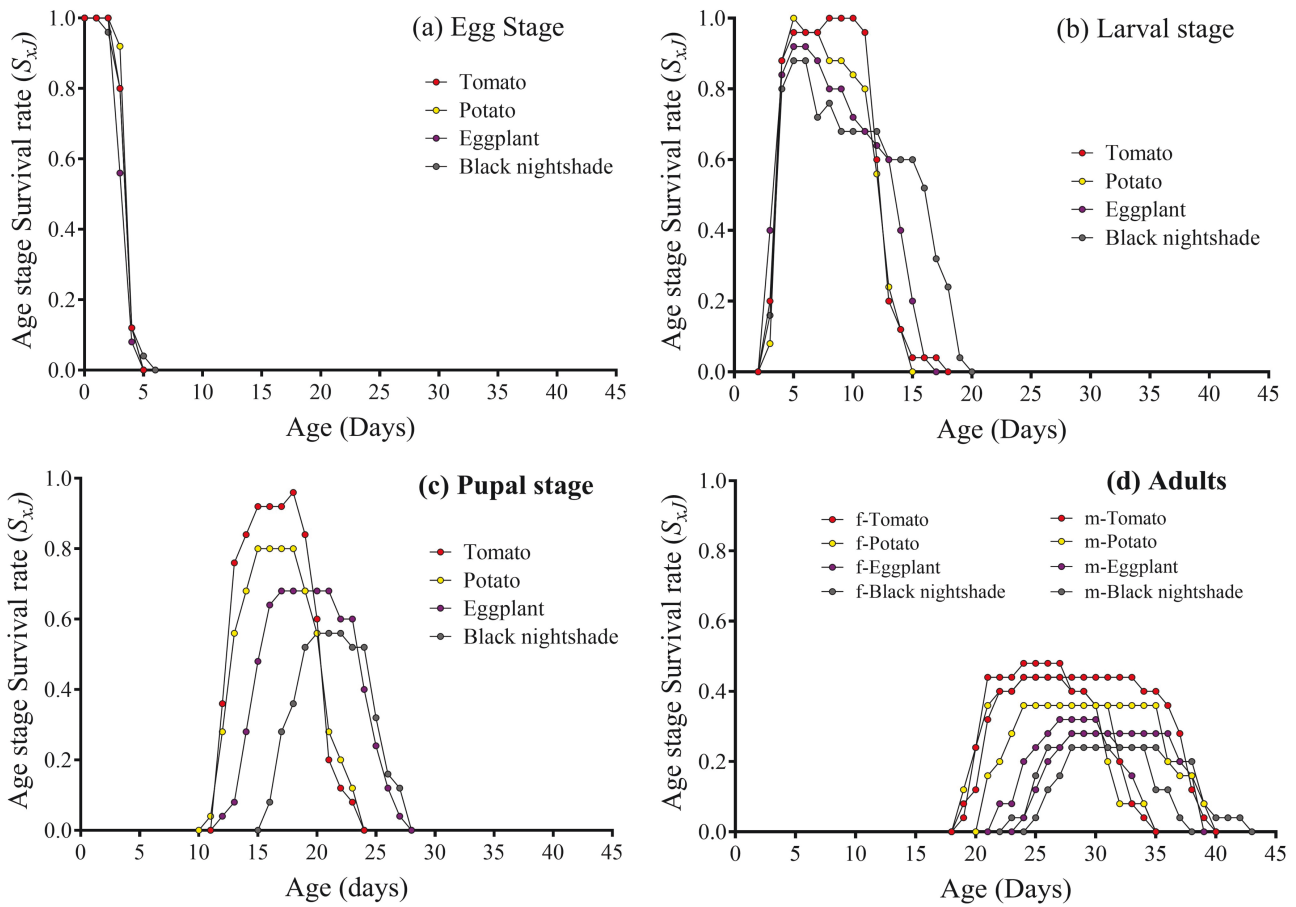 (a) Egg Stage
Age stage Survival rate (SxJ)
1.0
0.8
0.6
0.4
0.2
0.0
Tomato
Potato
Eggplant
Black nightshade
0 5 10 15 20 25 30 35 40 45
Age (Days)
(b) Larval stage
Age stage Survival rate (SxJ)
1.0
0.8
0.6
0.4
0.2
0.0
Tomato
Potato
Eggplant
Black nightshade
0 5 10 15 20 25 30 35 40 45
Age (Days)
(c) Pupal stage
Age stage Survival rate (SxJ)
1.0
0.8
0.6
0.4
0.2
0.0
Tomato
Potato
Eggplant
Black nightshade
0 5 10 15 20 25 30 35 40 45
Age (days)
(d) Adults
Age stage Survival rate (SxJ)
1.0
0.8
0.6
0.4
0.2
0.0
f-Tomato m-Tomato
f-Potato m-Potato
f-Eggplant m-Eggplant
f-Black nightshade m-Black nightshade
0 5 10 15 20 25 30 35 40 45
Age (Days)